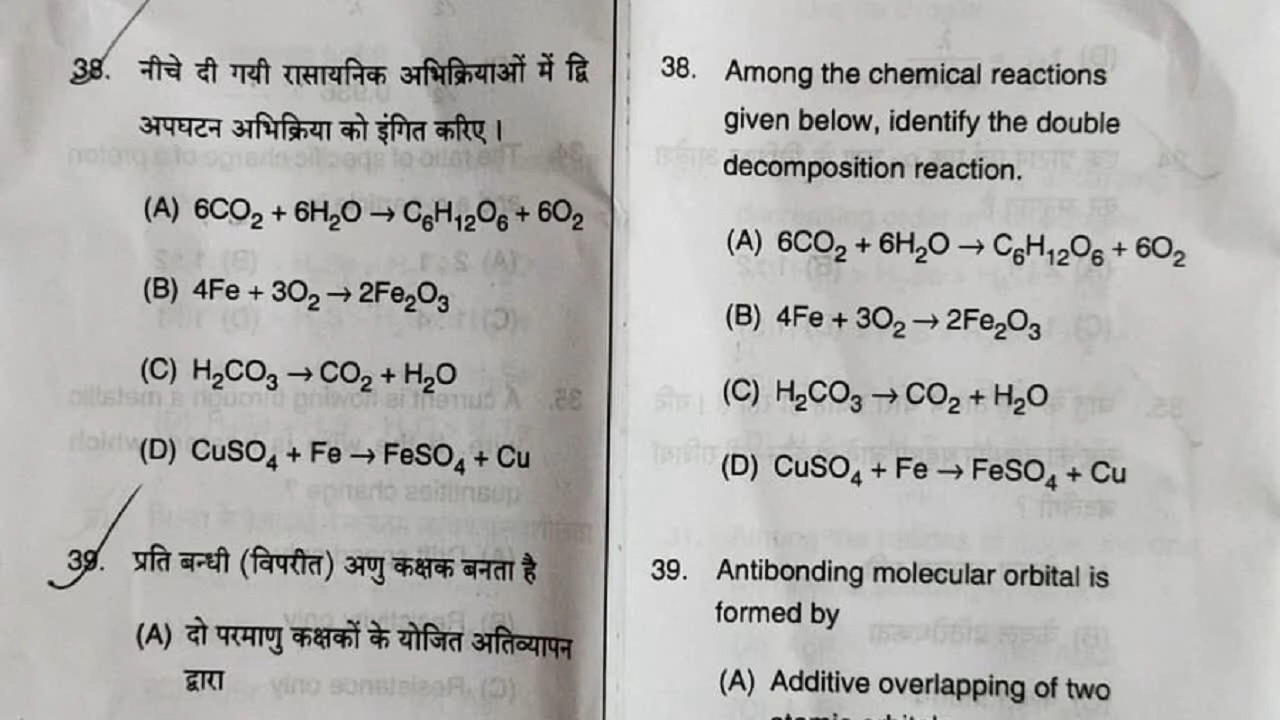 38. नीचे दी गयी रासायनिक अभिक्रियाओं में द्वि
अपघटन अभिक्रिया को इंगित करिए ।
(A) 6CO₂ + 6H₂O → C₆H₁₂O₆ + 6O₂
(B) 4Fe + 3O₂ → 2Fe₂O₃
(C) H₂CO₃ → CO₂ + H₂O
(D) CuSO₄ + Fe → FeSO₄ + Cu
39. प्रति बन्धी (विपरीत) अणु कक्षक बनता है
(A) दो परमाणु कक्षकों के योजित अतिव्यापन
द्वारा
38. Among the chemical reactions
given below, identify the double
decomposition reaction.
(A) 6CO₂ + 6H₂O → C₆H₁₂O₆ + 6O₂
(B) 4Fe + 3O₂ → 2Fe₂O₃
(C) H₂CO₃ → CO₂ + H₂O
(D) CuSO₄ + Fe → FeSO₄ + Cu
39. Antibonding molecular orbital is
formed by
(A) Additive overlapping of two